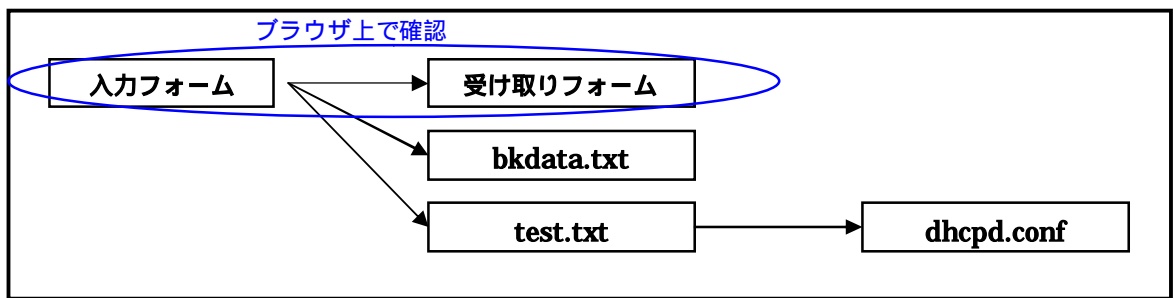 ブラウザ上で確認
入力フォーム
受け取りフォーム
bkdata.txt
test.txt
dhcpd.conf